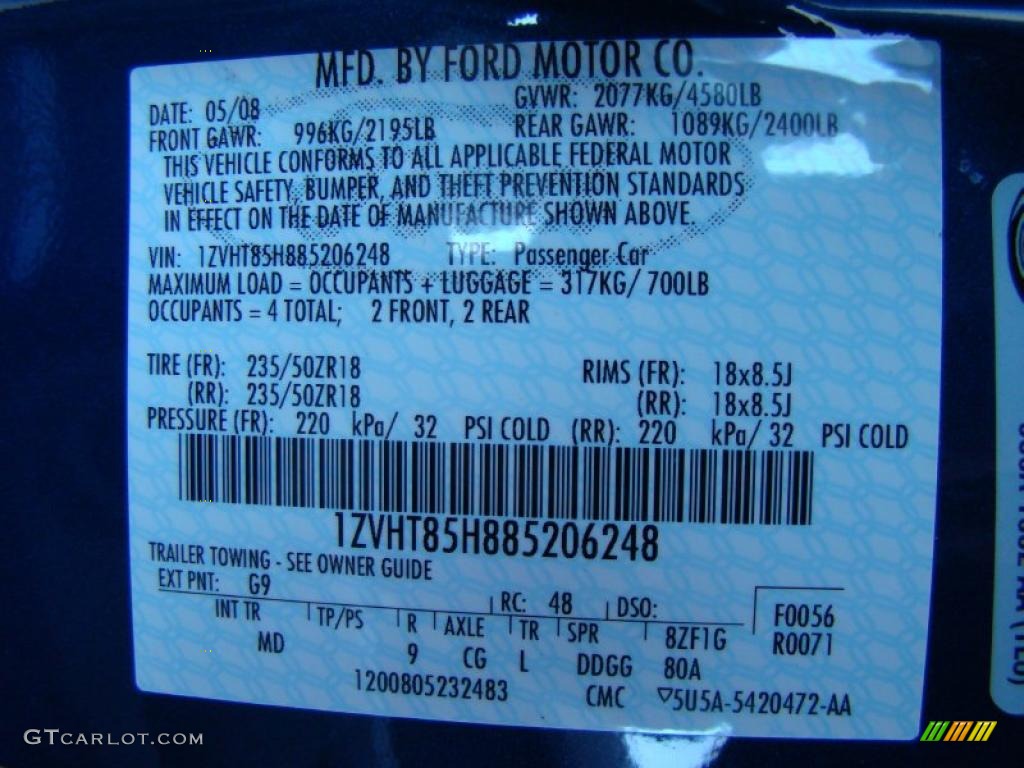 MFD. BY FORD MOTOR CO.
DATE: 05/08 GVWR: 2077KG/4580LB
FRONT GAWR: 996KG/2195LB REAR GAWR: 1089KG/2400LB
THIS VEHICLE CONFORMS TO ALL APPLICABLE FEDERAL MOTOR
VEHICLE SAFETY, BUMPER, AND THEFT PREVENTION STANDARDS
IN EFFECT ON THE DATE OF MANUFACTURE SHOWN ABOVE.
VIN: 1ZVHT85H885206248 TYPE: Passenger Car
MAXIMUM LOAD = OCCUPANTS + LUGGAGE = 317KG/ 700LB
OCCUPANTS = 4 TOTAL; 2 FRONT, 2 REAR
TIRE (FR): 235/50ZR18 RIMS (FR): 18x8.5J
(RR): 235/50ZR18 (RR): 18x8.5J
PRESSURE (FR): 220 kPa/ 32 PSI COLD (RR): 220 kPa/ 32 PSI COLD
1ZVHT85H885206248
TRAILER TOWING - SEE OWNER GUIDE
EXT PNT: G9 RC: 48 DSO: F0056
INT TR TP/PS R AXLE TR SPR 8ZF1G R0071
MD 9 CG L DDGG 80A
1200805232483 CMC ▽5U5A-5420472-AA
GTCARLOT.COM